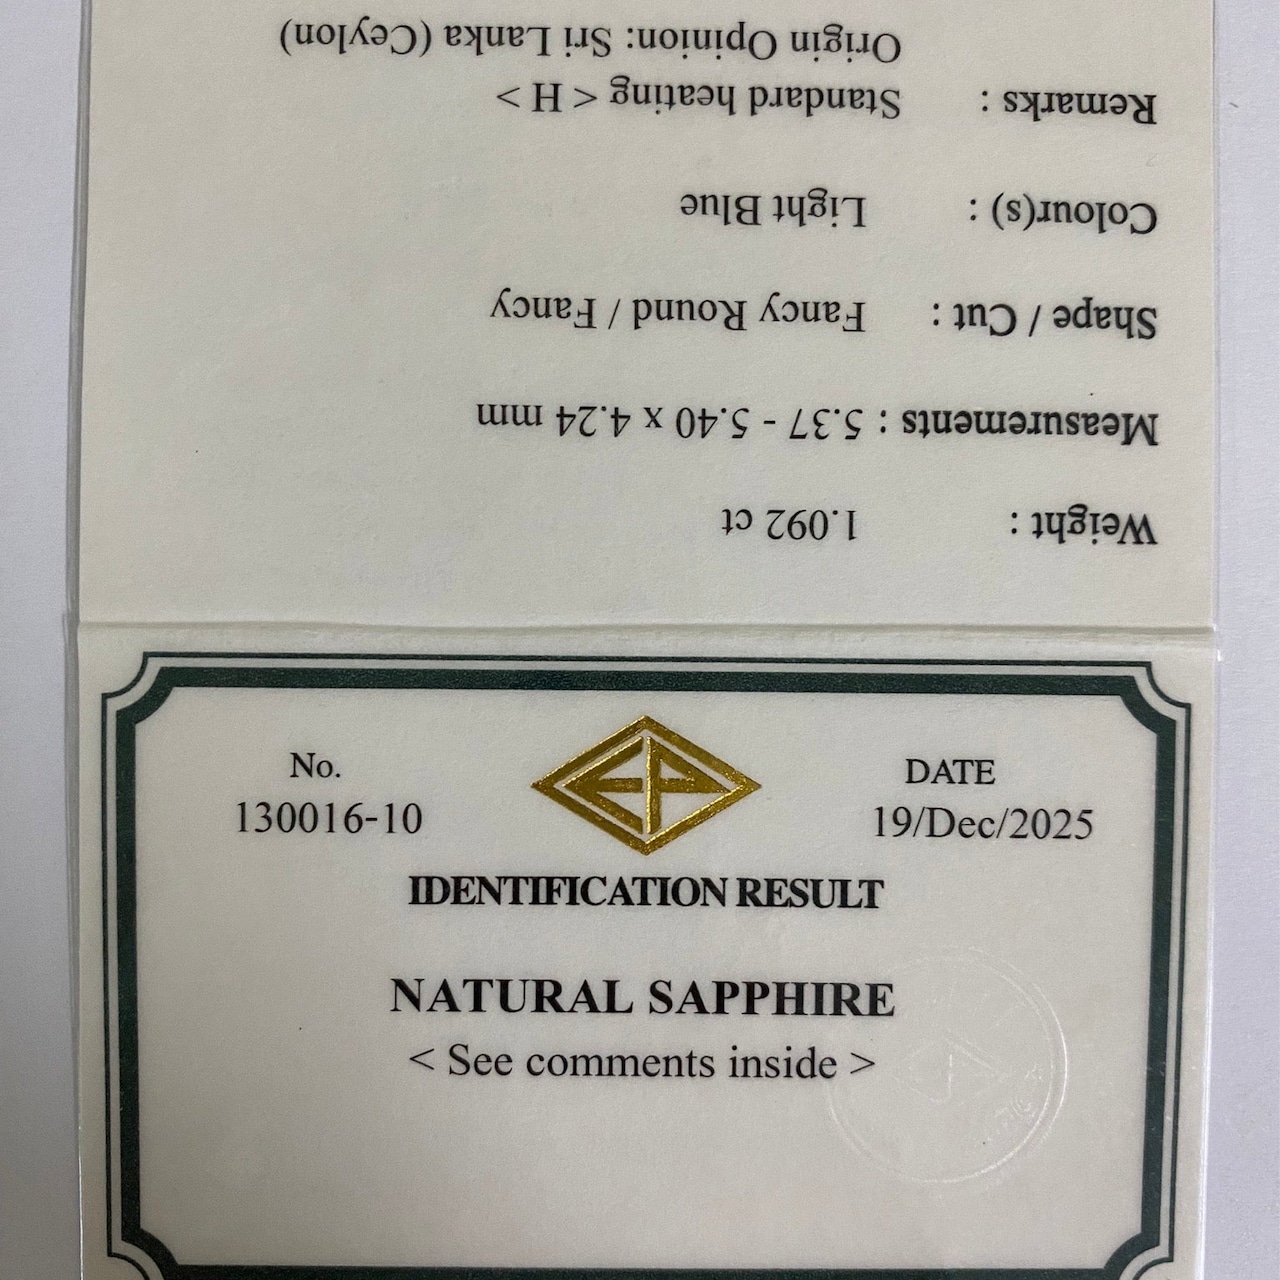 Weight : 1.092 ct
Measurements : 5.37 - 5.40 x 4.24 mm
Shape / Cut : Fancy Round / Fancy
Colour(s) : Light Blue
Remarks : Standard heating < H >
Origin Opinion: Sri Lanka (Ceylon)
No.
130016-10
EP
DATE
19/Dec/2025
IDENTIFICATION RESULT
NATURAL SAPPHIRE
< See comments inside >